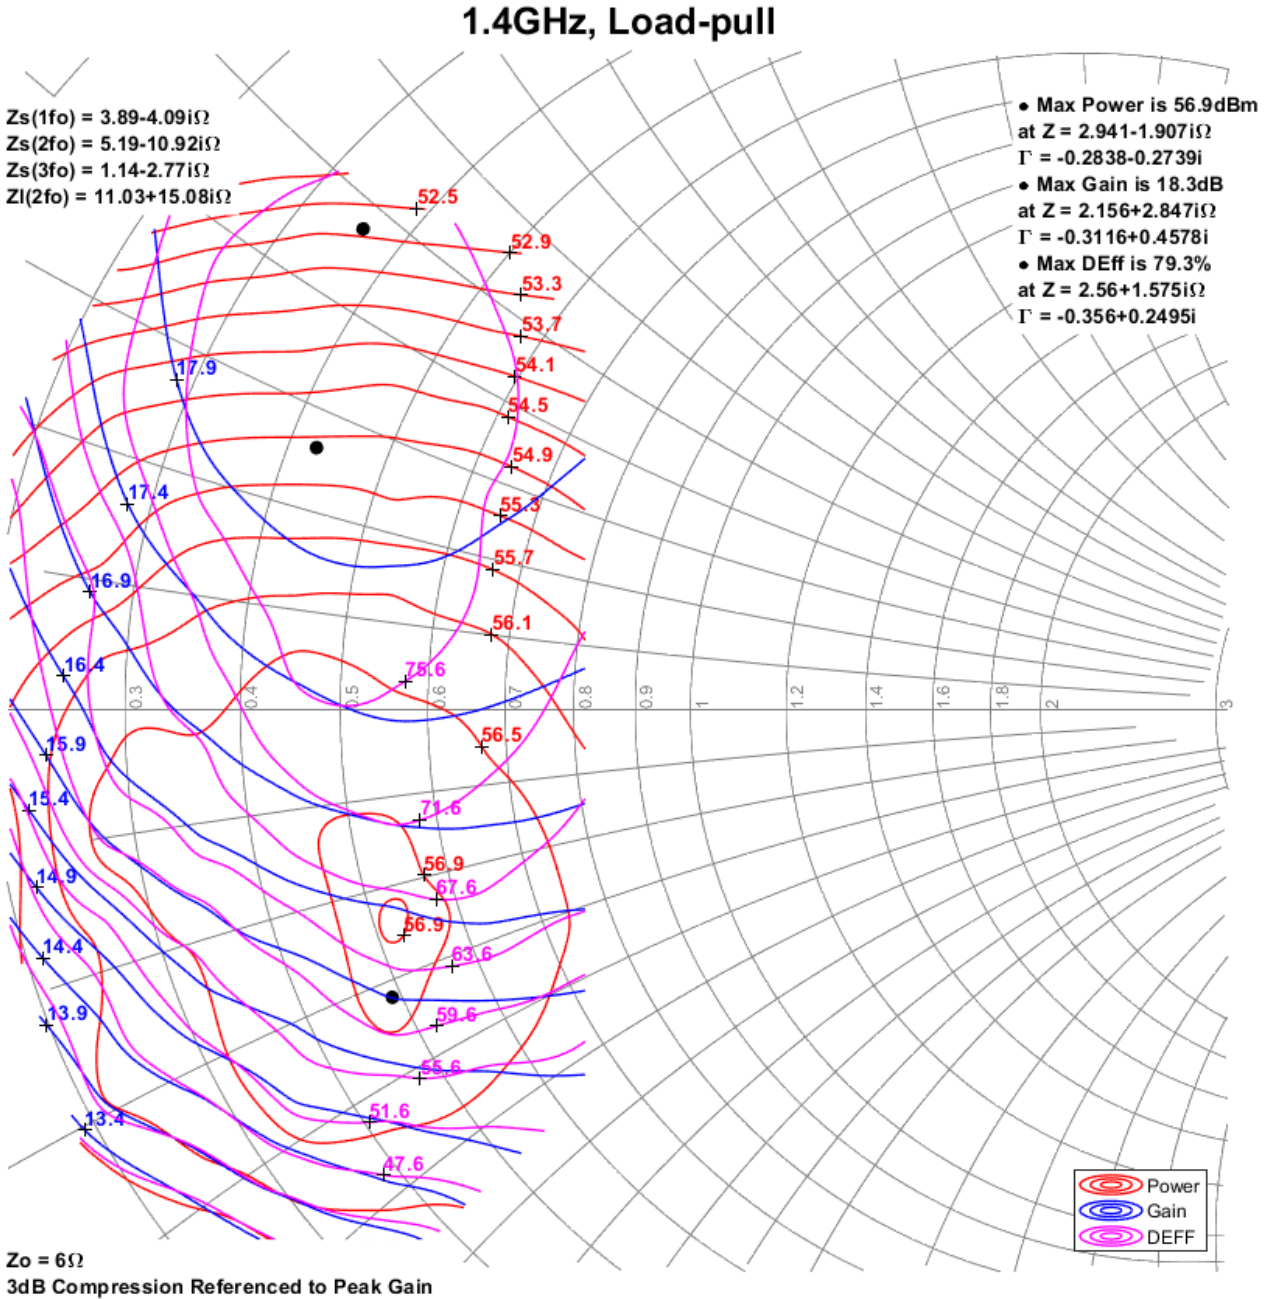 1.4GHz, Load-pull
Zs(1fo) = 3.89-4.09iΩ
Zs(2fo) = 5.19-10.92iΩ
Zs(3fo) = 1.14-2.77iΩ
Zl(2fo) = 11.03+15.08iΩ
● Max Power is 56.9dBm
at Z = 2.941-1.907iΩ
Γ = -0.2838-0.2739i
● Max Gain is 18.3dB
at Z = 2.156+2.847iΩ
Γ = -0.3116+0.4578i
● Max DEff is 79.3%
at Z = 2.56+1.575iΩ
Γ = -0.356+0.2495i
52.5
52.9
53.3
53.7
54.1
17.9
54.5
54.9
17.4
55.3
55.7
16.9
56.1
16.4
75.6
0.3
0.4
0.5
0.6
0.7
0.8
0.9
1
1.2
1.4
1.6
1.8
2
3
56.5
15.9
15.4
71.6
56.9
14.9
67.6
56.9
14.4
63.6
13.9
59.6
55.6
51.6
13.4
47.6
Power
Gain
DEFF
Zo = 6Ω
3dB Compression Referenced to Peak Gain